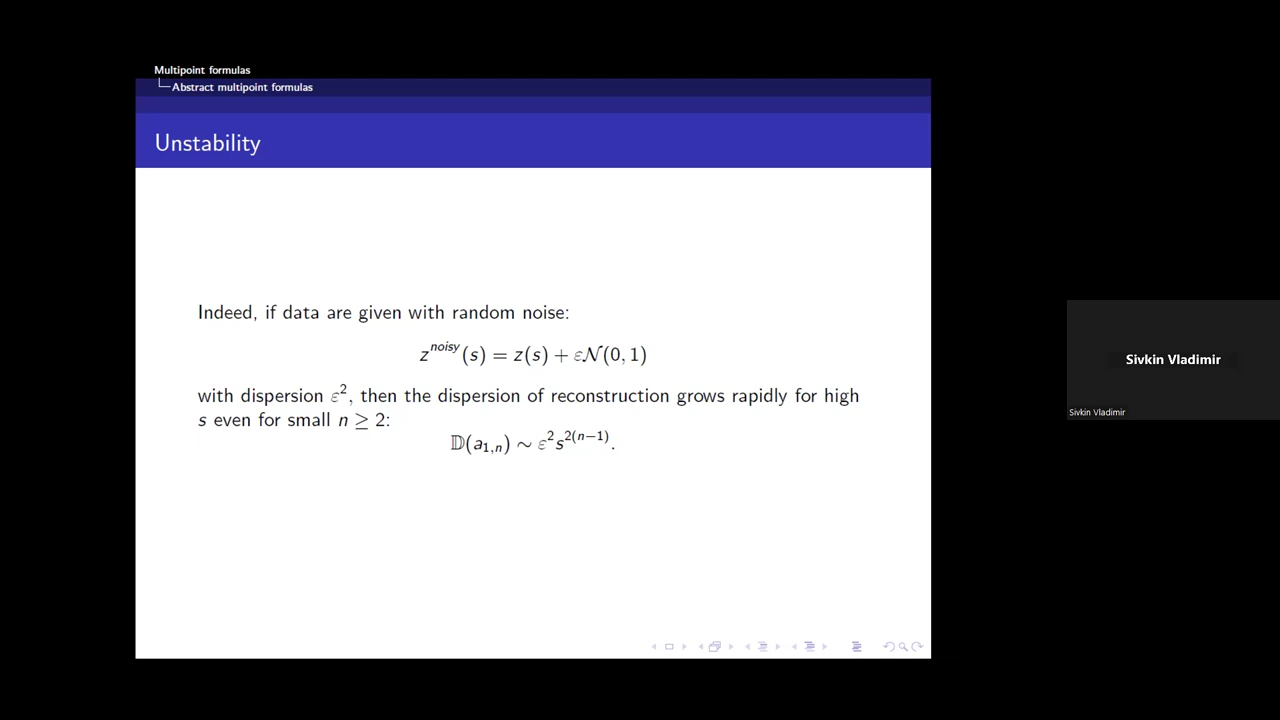 Multipoint formulas
Abstract multipoint formulas
Unstability
Indeed, if data are given with random noise:
z^{noisy}(s) = z(s) + ε𝒩(0, 1)
with dispersion ε², then the dispersion of reconstruction grows rapidly for high
s even for small n ≥ 2:
𝔻(a_{1,n}) ∼ ε²s^{2(n−1)}.
Sivkin Vladimir
Sivkin Vladimir